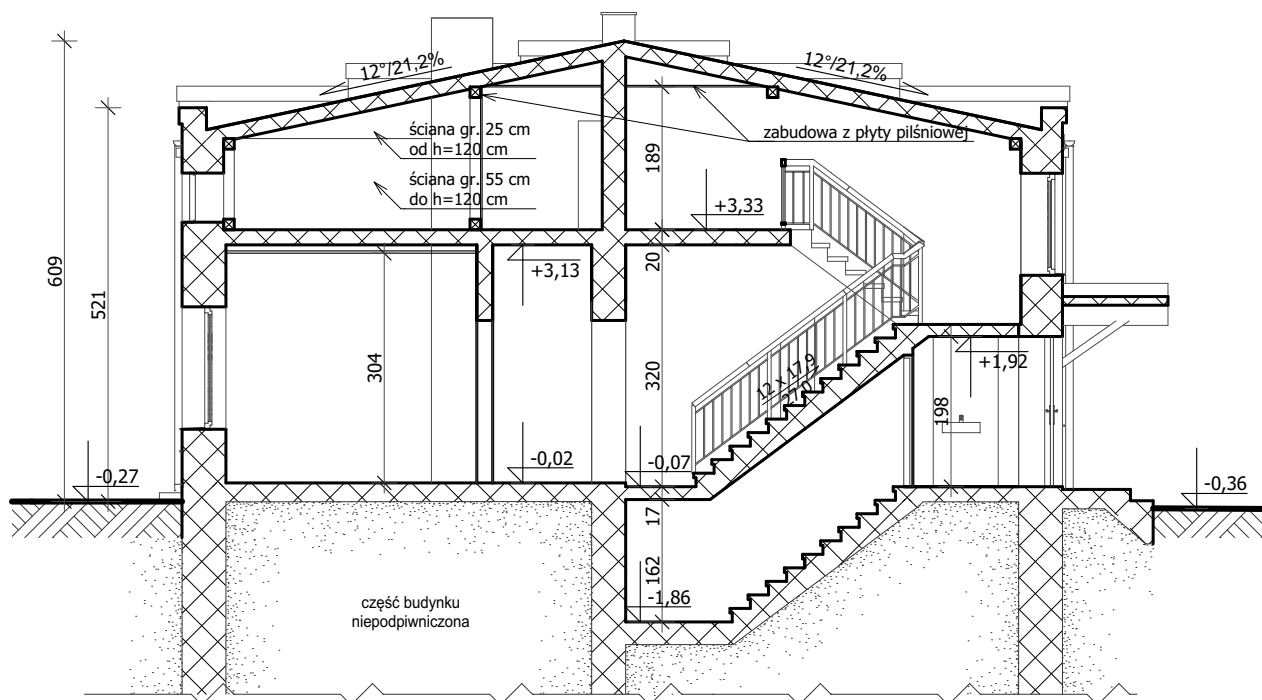 12°/21,2%
12°/21,2%
ściana gr. 25 cm
od h=120 cm
zabudowa z płyty pilśniowej
189
ściana gr. 55 cm
do h=120 cm
+3,33
609
521
+3,13
20
304
320
12 x 17,9
27,0
+1,92
198
-0,27
-0,02
-0,07
-0,36
17
162
-1,86
część budynku
niepodpiwniczona